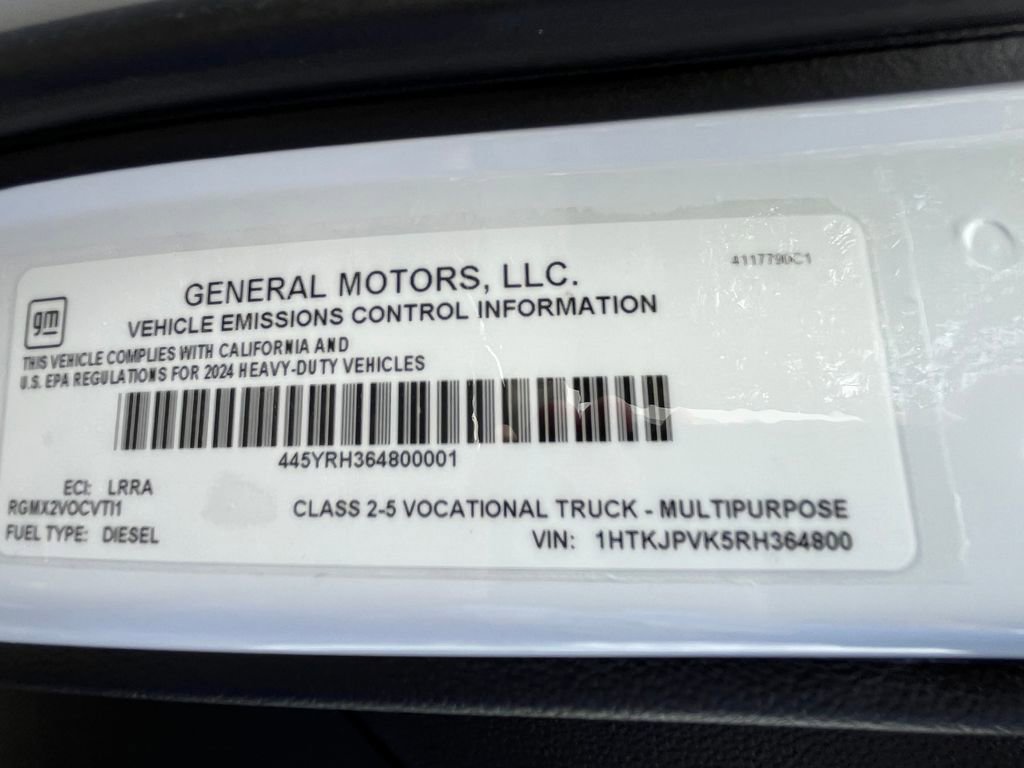 4117790C1
gm
GENERAL MOTORS, LLC.
VEHICLE EMISSIONS CONTROL INFORMATION
THIS VEHICLE COMPLIES WITH CALIFORNIA AND
U.S. EPA REGULATIONS FOR 2024 HEAVY-DUTY VEHICLES
445YRH364800001
ECI: LRRA
RGMX2VOCVTI1
FUEL TYPE: DIESEL
CLASS 2-5 VOCATIONAL TRUCK - MULTIPURPOSE
VIN: 1HTKJPVK5RH364800